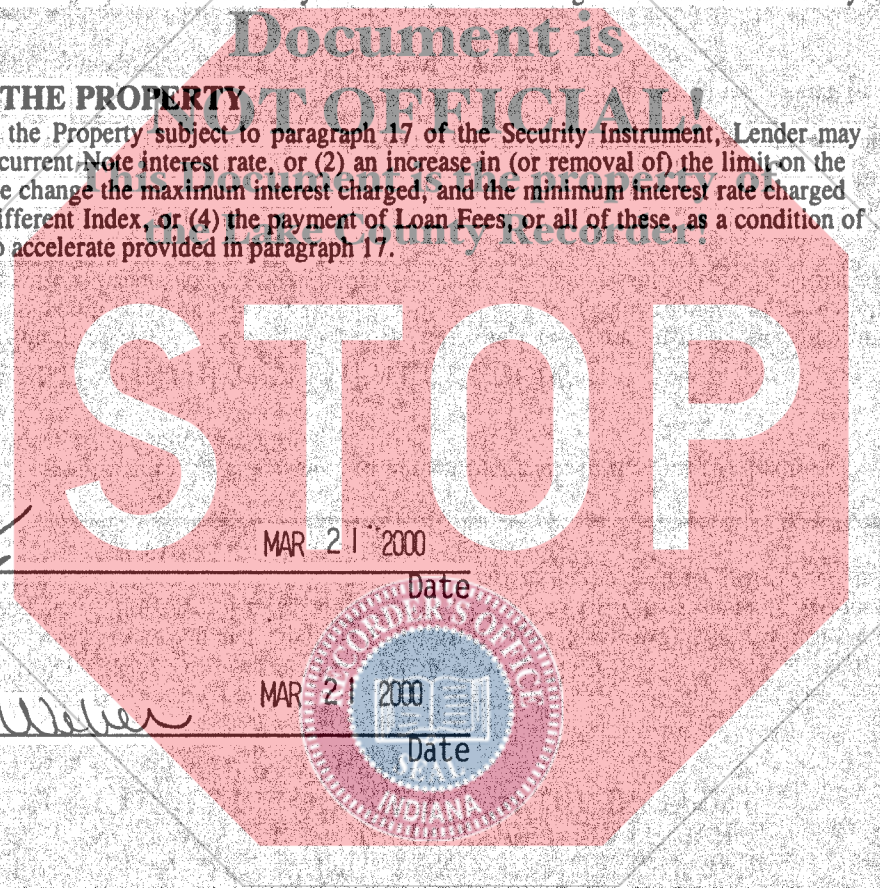 Document is
NOT OFFICIAL!
THE PROPERTY
the Property subject to paragraph 17 of the Security Instrument, Lender may
current Note interest rate, or (2) an increase in (or removal of) the limit on the
This Document is the property of
e change the maximum interest charged, and the minimum interest rate charged
ifferent Index, or (4) the payment of Loan Fees, or all of these, as a condition of
the Lake County Recorder!
o accelerate provided in paragraph 17.
STOP
MAR 21 2000
Date
RECORDER'S OFFICE
MAR 21 2000
Weber
Date
SEAL
INDIANA